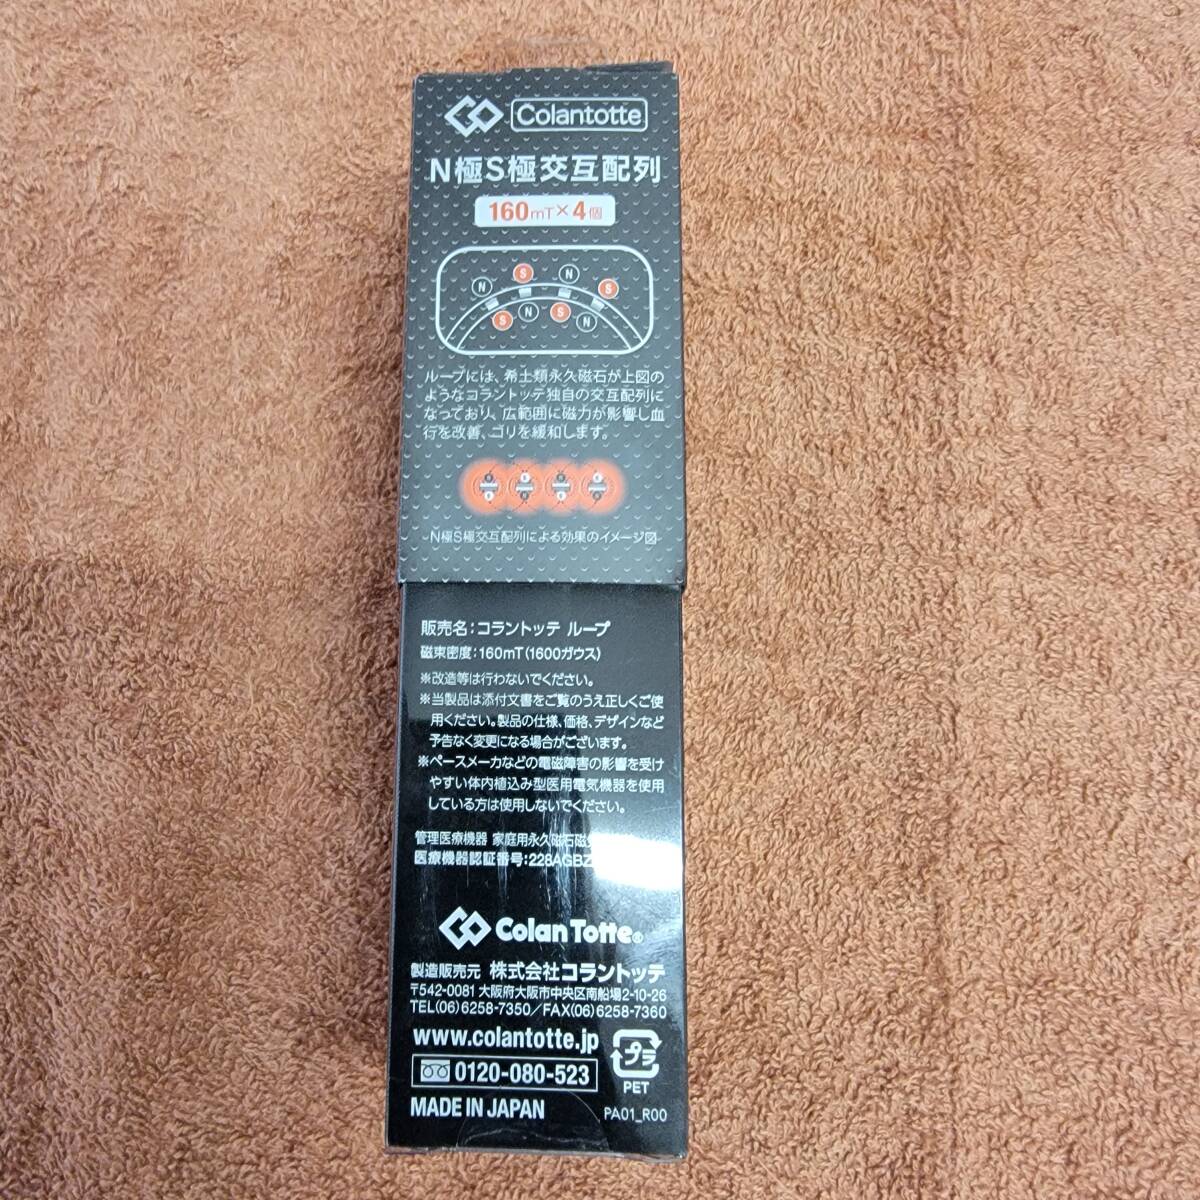 Colantotte
N極S極交互配列
160mT×4個
N S N S
S N S N
ループには、希土類永久磁石が上図の
ようなコラントッテ独自の交互配列に
なっており、広範囲に磁力が影響し血
行を改善、コリを緩和します。
N極S極交互配列による効果のイメージ図
販売名:コラントッテ ループ
磁束密度:160mT(1600ガウス)
※改造等は行わないでください。
※当製品は添付文書をご覧のうえ正しくご使
用ください。製品の仕様、価格、デザインなど
予告なく変更になる場合がございます。
※ペースメーカなどの電磁障害の影響を受け
やすい体内植込み型医用電気機器を使用
している方は使用しないでください。
管理医療機器 家庭用永久磁石磁
医療機器認証番号:228AGBZ
Colan Totte®
製造販売元 株式会社コラントッテ
〒542-0081 大阪府大阪市中央区南船場2-10-26
TEL(06)6258-7350/FAX(06)6258-7360
www.colantotte.jp
プラ
0120-080-523
PET
MADE IN JAPAN
PA01_R00